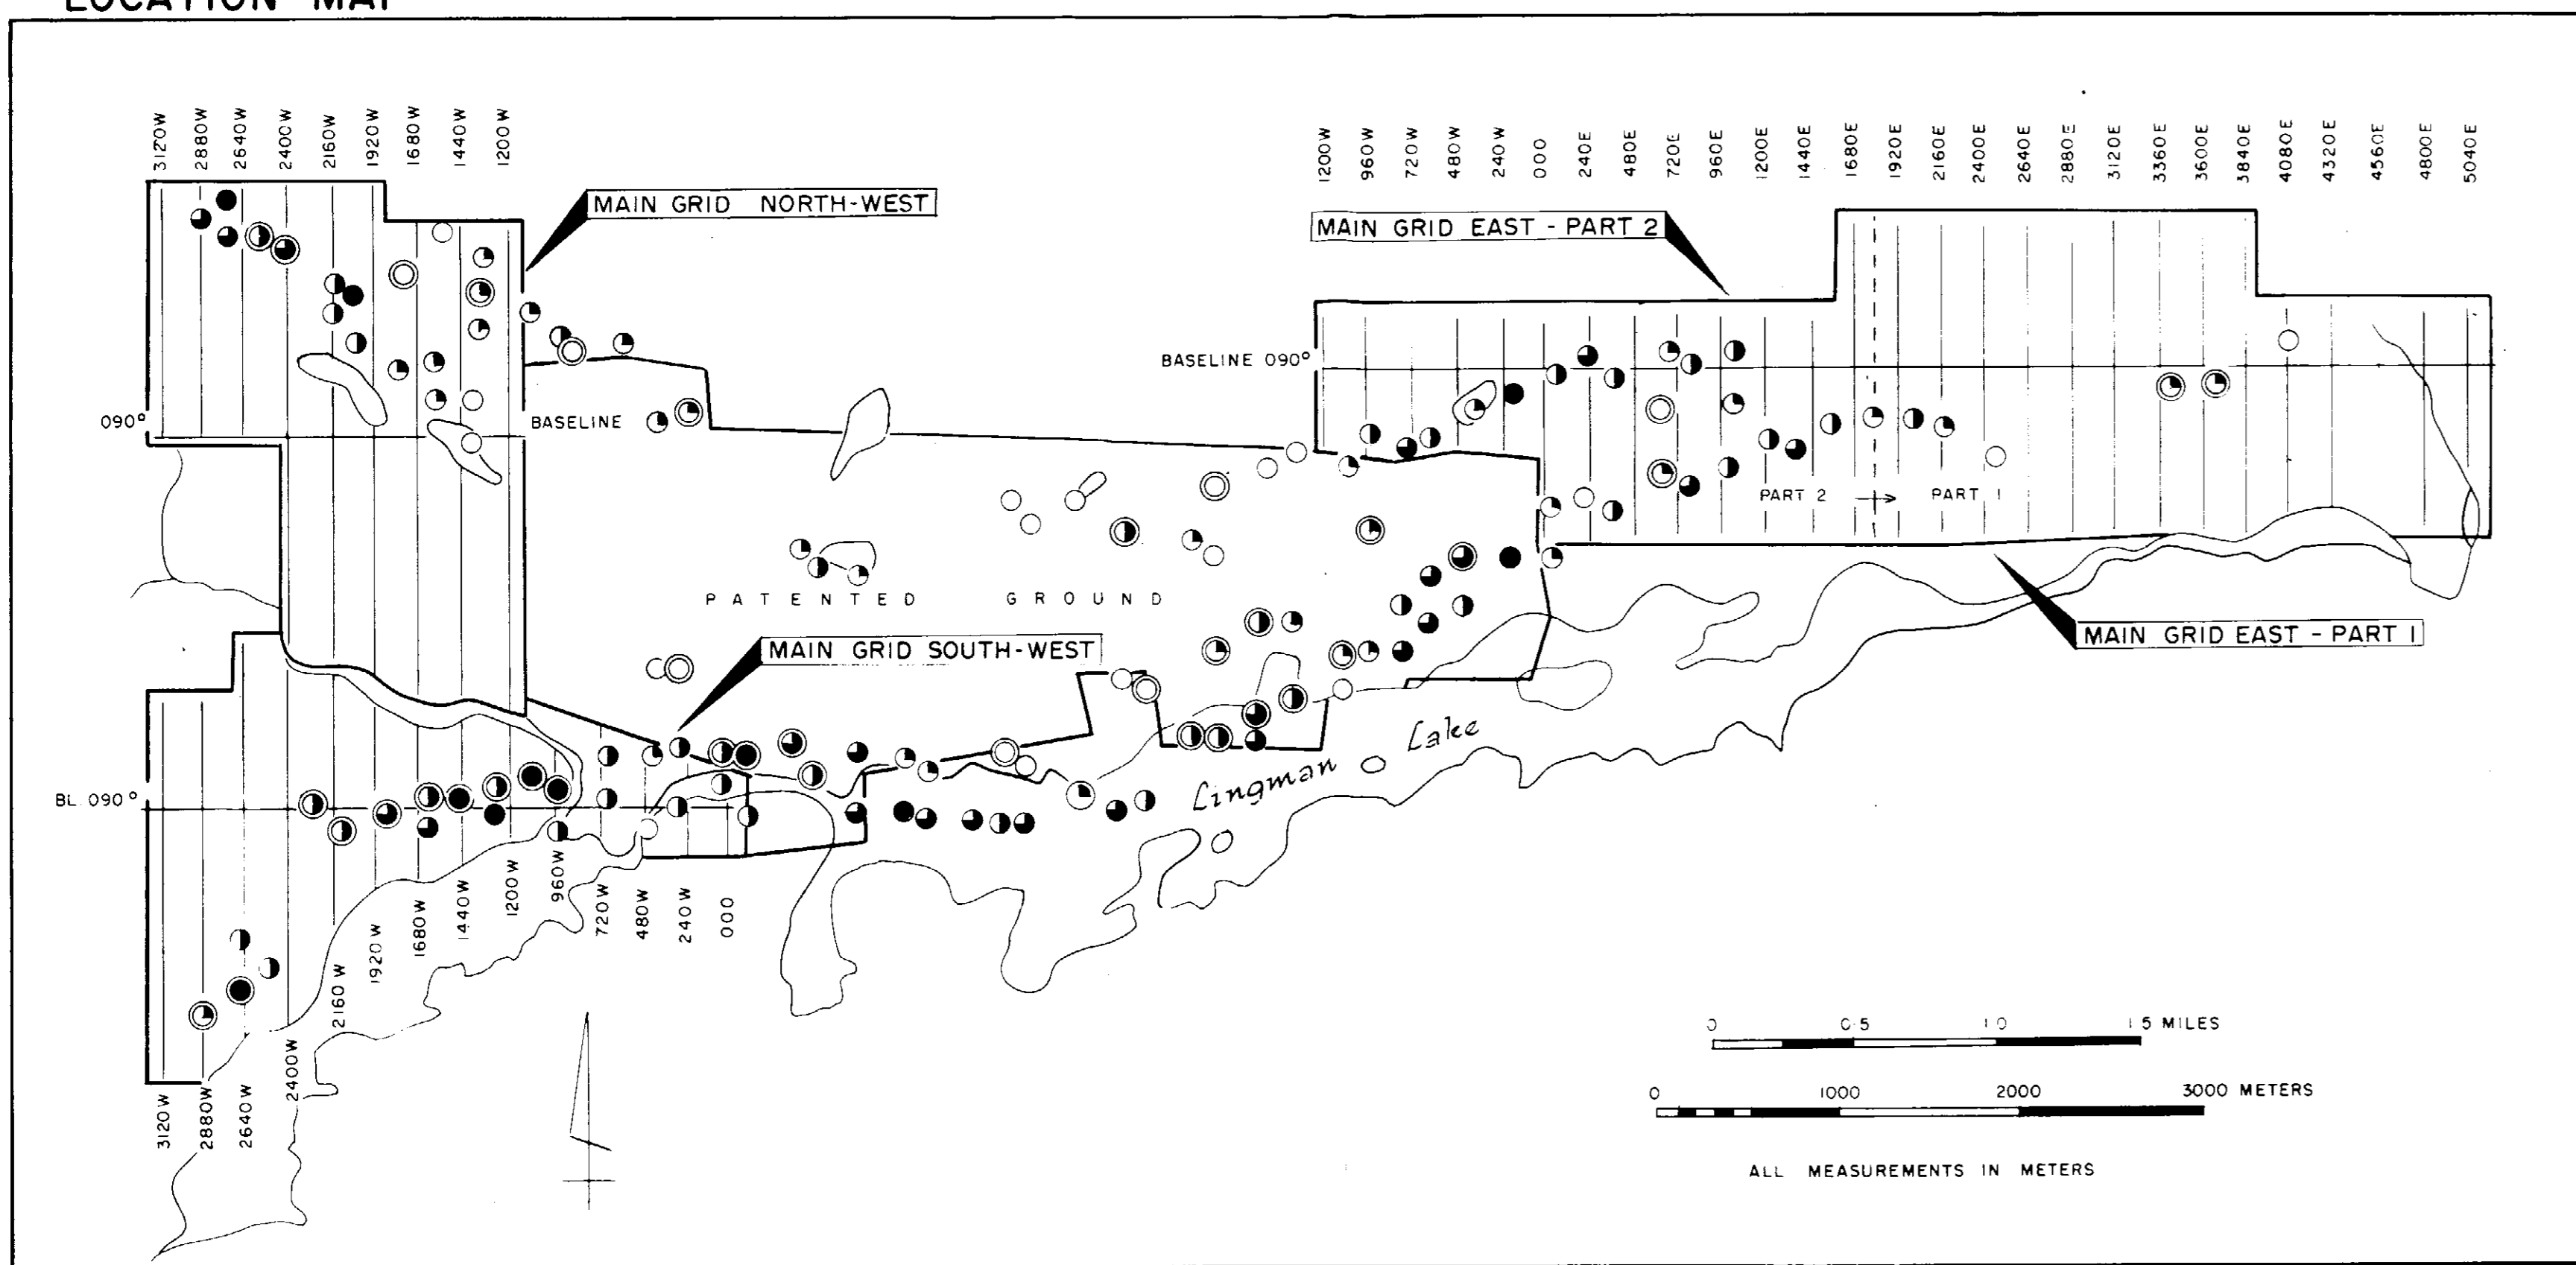 LOCATION MAP
3120W 2880W 2640W 2400W 2160W 1920W 1680W 1440W 1200W
1200W 960W 720W 480W 240W 000 240E 480E 720E 960E 1200E 1440E 1680E 1920E 2160E 2400E 2640E 2880E 3120E 3360E 3600E 3840E 4080E 4320E 4560E 4800E 5040E
MAIN GRID NORTH-WEST
MAIN GRID EAST - PART 2
BASELINE 090°
090°
BASELINE
PART 2 → PART 1
PATENTED GROUND
MAIN GRID EAST - PART 1
MAIN GRID SOUTH-WEST
Lingman Lake
BL. 090°
960W 720W 480W 240W 000
3120W 2880W 2640W 2400W 2160W 1920W 1680W 1440W 1200W
0 0.5 1.0 1.5 MILES
0 1000 2000 3000 METERS
ALL MEASUREMENTS IN METERS